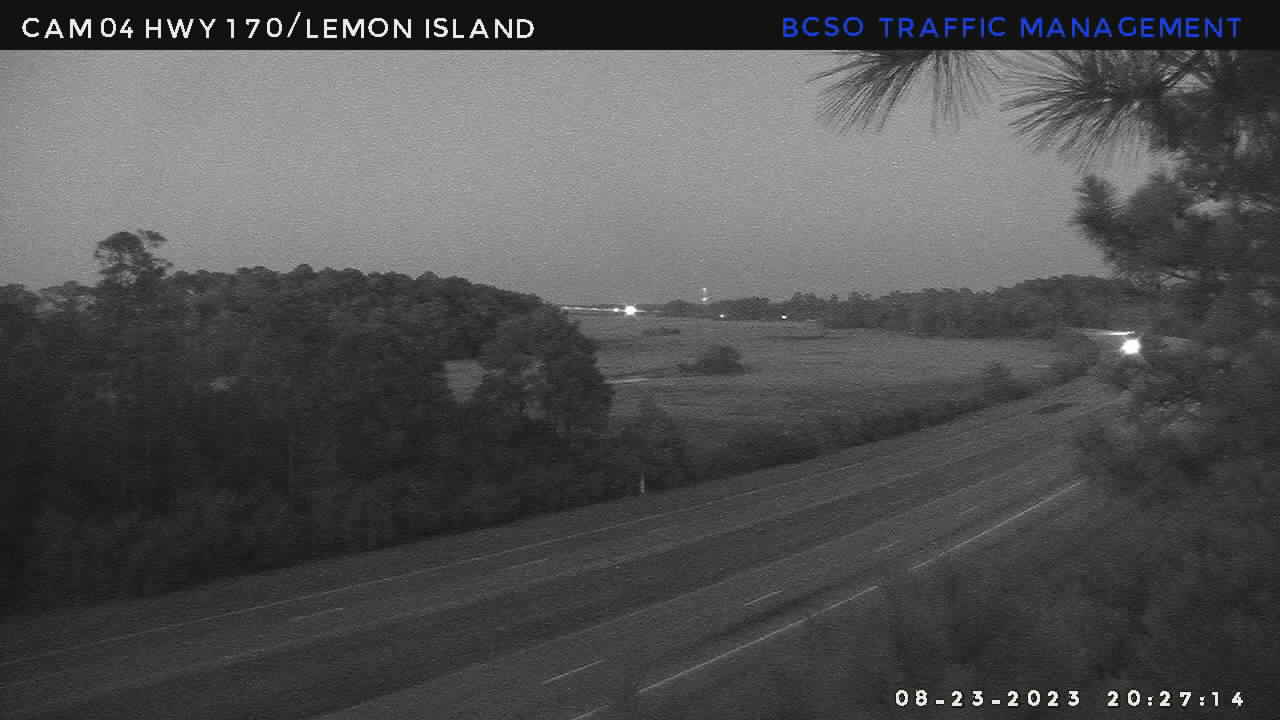 CAM04 HWY 170/LEMON ISLAND
BCSO TRAFFIC MANAGEMENT
08-23-2023 20:27:14